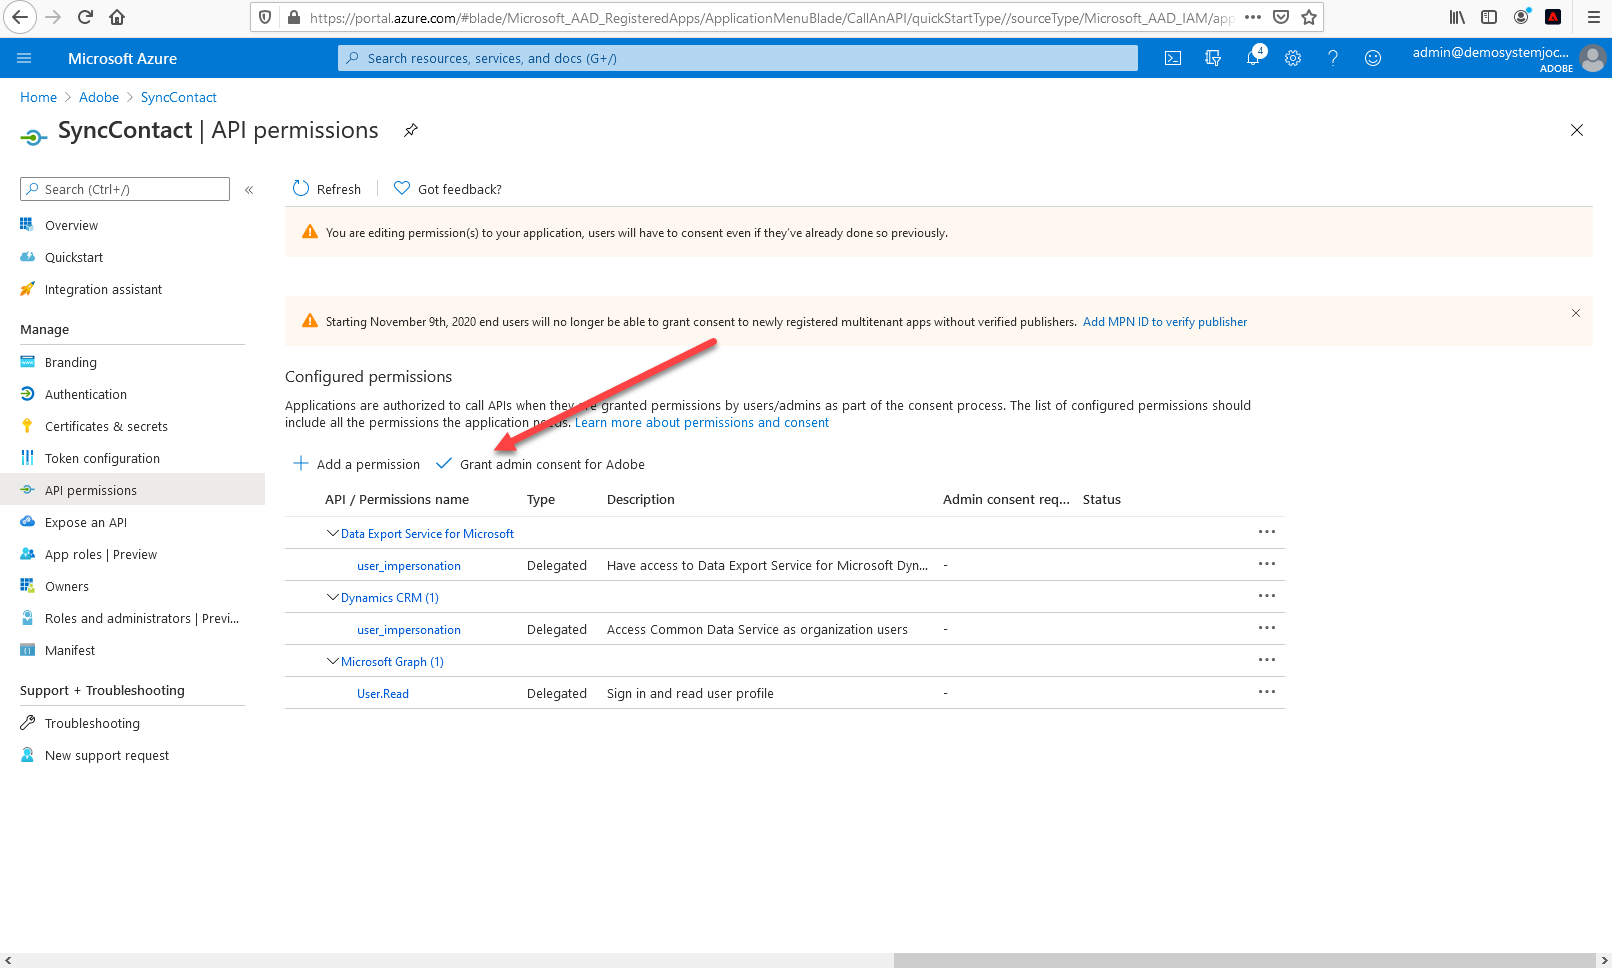 https://portal.azure.com/#blade/Microsoft_AAD_RegisteredApps/ApplicationMenuBlade/CallAnAPI/quickStartType//sourceType/Microsoft_AAD_IAM/app
Microsoft Azure
Search resources, services, and docs (G+/)
4
admin@demosystemjoc...
ADOBE
Home > Adobe > SyncContact
SyncContact | API permissions
Search (Ctrl+/)
Overview
Quickstart
Integration assistant
Manage
Branding
Authentication
Certificates & secrets
Token configuration
API permissions
Expose an API
App roles | Preview
Owners
Roles and administrators | Previ...
Manifest
Support + Troubleshooting
Troubleshooting
New support request
Refresh
Got feedback?
You are editing permission(s) to your application, users will have to consent even if they've already done so previously.
Starting November 9th, 2020 end users will no longer be able to grant consent to newly registered multitenant apps without verified publishers. Add MPN ID to verify publisher
Configured permissions
Applications are authorized to call APIs when they are granted permissions by users/admins as part of the consent process. The list of configured permissions should
include all the permissions the application needs. Learn more about permissions and consent
Add a permission
Grant admin consent for Adobe
API / Permissions name Type Description Admin consent req... Status
Data Export Service for Microsoft
user_impersonation Delegated Have access to Data Export Service for Microsoft Dyn... -
Dynamics CRM (1)
user_impersonation Delegated Access Common Data Service as organization users -
Microsoft Graph (1)
User.Read Delegated Sign in and read user profile -